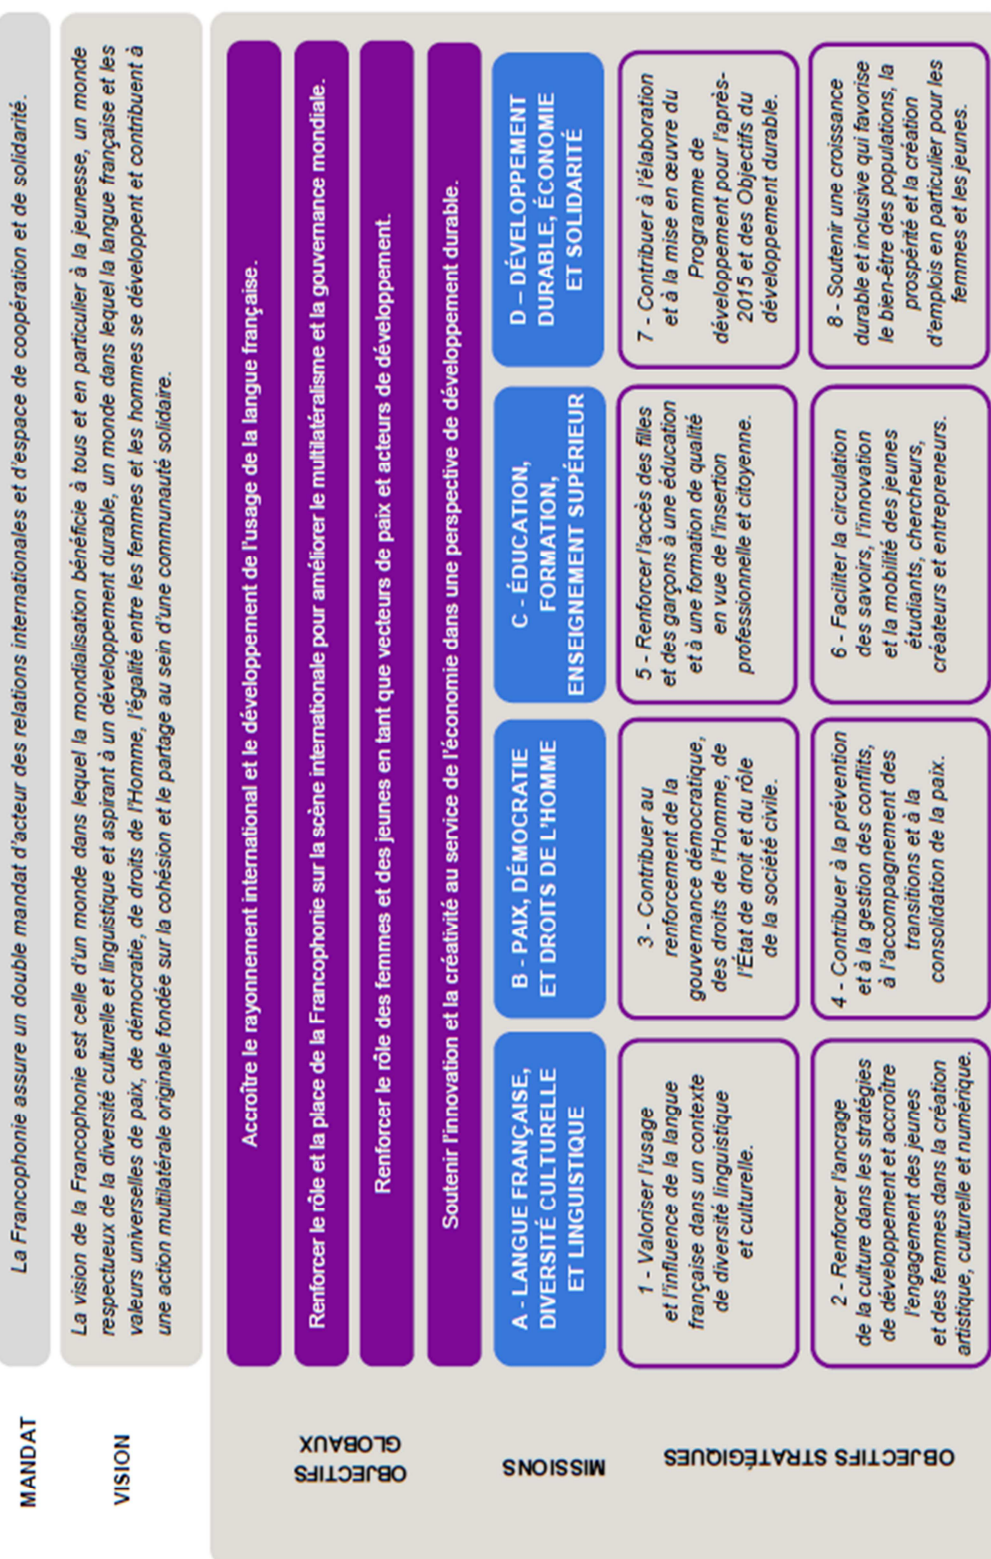 MANDAT
La Francophonie assure un double mandat d'acteur des relations internationales et d'espace de coopération et de solidarité.
VISION
La vision de la Francophonie est celle d'un monde dans lequel la mondialisation bénéficie à tous et en particulier à la jeunesse, un monde
respectueux de la diversité culturelle et linguistique et aspirant à un développement durable, un monde dans lequel la langue française et les
valeurs universelles de paix, de démocratie, de droits de l'Homme, l'égalité entre les femmes et les hommes se développent et contribuent à
une action multilatérale originale fondée sur la cohésion et le partage au sein d'une communauté solidaire.
OBJECTIFS
GLOBAUX
Accroître le rayonnement international et le développement de l'usage de la langue française.
Renforcer le rôle et la place de la Francophonie sur la scène internationale pour améliorer le multilatéralisme et la gouvernance mondiale.
Renforcer le rôle des femmes et des jeunes en tant que vecteurs de paix et acteurs de développement.
Soutenir l'innovation et la créativité au service de l'économie dans une perspective de développement durable.
MISSIONS
A - LANGUE FRANÇAISE,
DIVERSITÉ CULTURELLE
ET LINGUISTIQUE
B - PAIX, DÉMOCRATIE
ET DROITS DE L'HOMME
C - ÉDUCATION,
FORMATION,
ENSEIGNEMENT SUPÉRIEUR
D – DÉVELOPPEMENT
DURABLE, ÉCONOMIE
ET SOLIDARITÉ
OBJECTIFS STRATÉGIQUES
1 - Valoriser l'usage
et l'influence de la langue
française dans un contexte
de diversité linguistique
et culturelle.
3 - Contribuer au
renforcement de la
gouvernance démocratique,
des droits de l'Homme, de
l'État de droit et du rôle
de la société civile.
5 - Renforcer l'accès des filles
et des garçons à une éducation
et à une formation de qualité
en vue de l'insertion
professionnelle et citoyenne.
7 - Contribuer à l'élaboration
et à la mise en œuvre du
Programme de
développement pour l'après-
2015 et des Objectifs du
développement durable.
2 - Renforcer l'ancrage
de la culture dans les stratégies
de développement et accroître
l'engagement des jeunes
et des femmes dans la création
artistique, culturelle et numérique.
4 - Contribuer à la prévention
et à la gestion des conflits,
à l'accompagnement des
transitions et à la
consolidation de la paix.
6 - Faciliter la circulation
des savoirs, l'innovation
et la mobilité des jeunes
étudiants, chercheurs,
créateurs et entrepreneurs.
8 - Soutenir une croissance
durable et inclusive qui favorise
le bien-être des populations, la
prospérité et la création
d'emplois en particulier pour les
femmes et les jeunes.